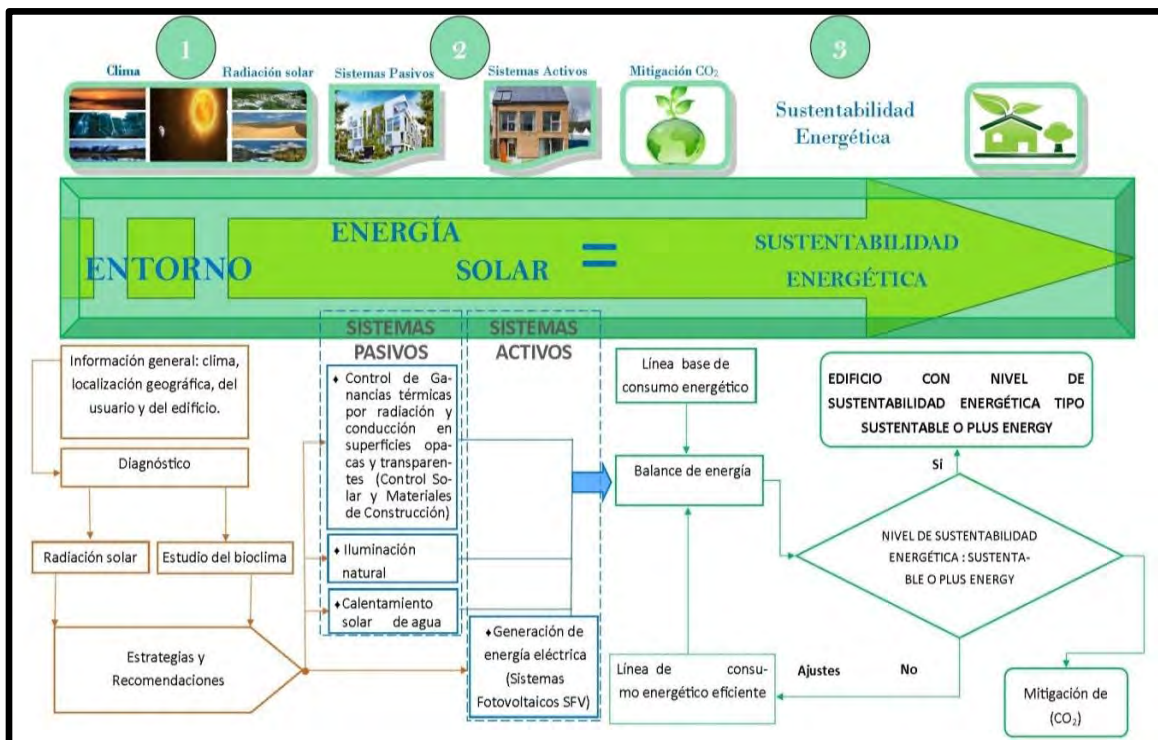 1
2
3
Clima
Radiación solar
Sistemas Pasivos
Sistemas Activos
Mitigación CO₂
Sustentabilidad
Energética
ENTORNO
ENERGÍA
SOLAR
=
SUSTENTABILIDAD
ENERGÉTICA
SISTEMAS
PASIVOS
SISTEMAS
ACTIVOS
Información general: clima,
localización geográfica, del
usuario y del edificio.
Diagnóstico
Radiación solar
Estudio del bioclima
Estrategias y
Recomendaciones
♦ Control de Ga-
nancias térmicas
por radiación y
conducción en
superficies opa-
cas y transparen-
tes (Control So-
lar y Materiales
de Construcción)
♦ Iluminación
natural
♦ Calentamiento
solar de agua
♦Generación de
energía eléctrica
(Sistemas
Fotovoltaicos SFV)
Línea base de
consumo energético
Balance de energía
Línea de consu-
mo energético eficiente
EDIFICIO CON NIVEL DE
SUSTENTABILIDAD ENERGÉTICA TIPO
SUSTENTABLE O PLUS ENERGY
Sí
NIVEL DE SUSTENTABILIDAD
ENERGÉTICA : SUSTENTA-
BLE O PLUS ENERGY
Ajustes No
Mitigación de
(CO₂)